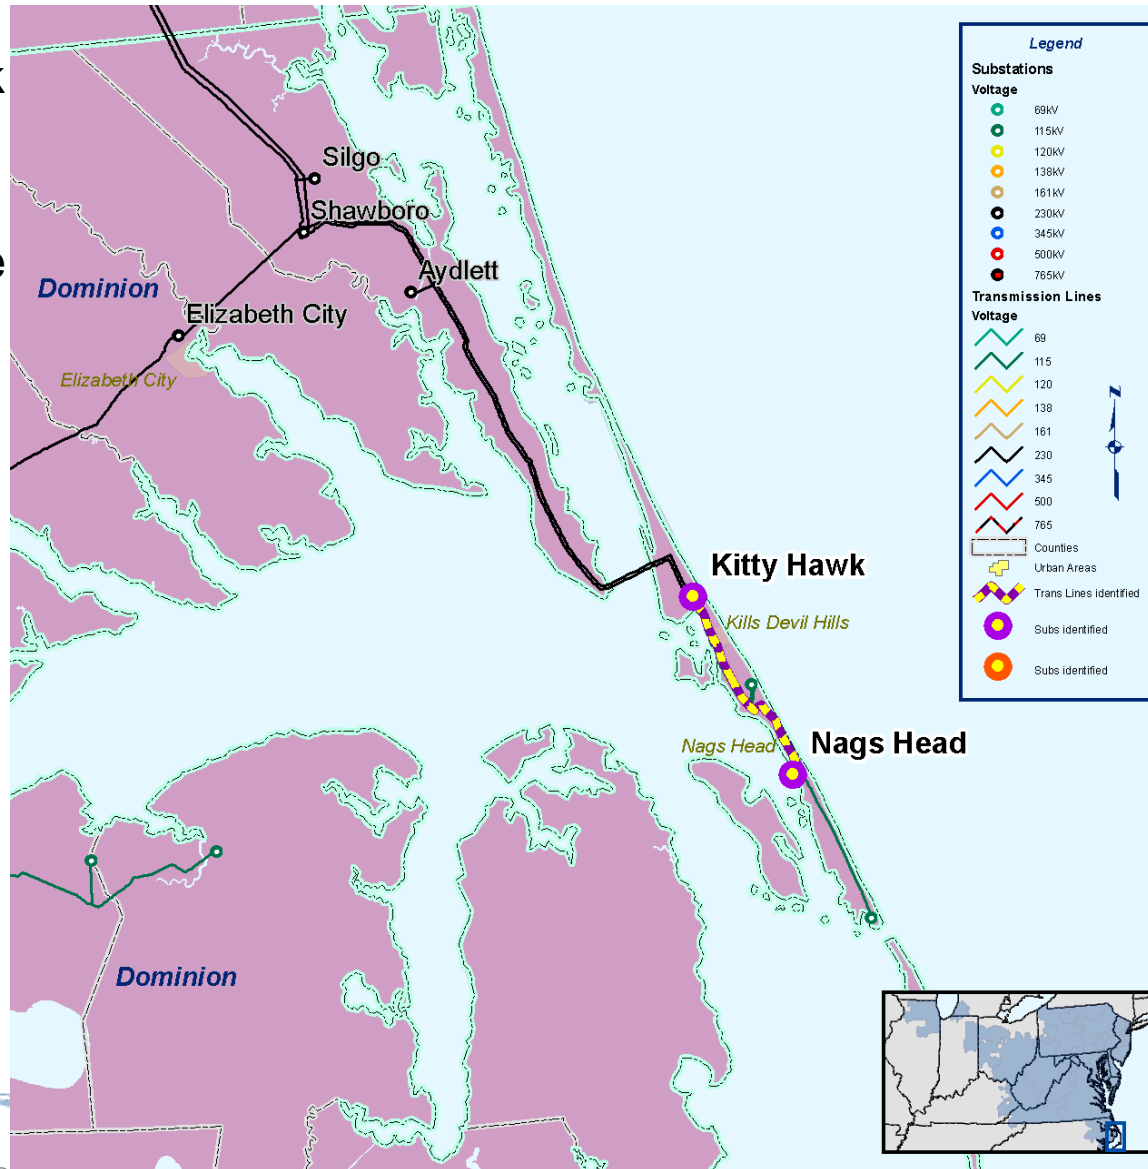 k
e
Silgo
Shawboro
Aydlett
Dominion
Elizabeth City
Elizabeth City
Kitty Hawk
Kills Devil Hills
Nags Head
Nags Head
Dominion
Legend
Substations
Voltage
69kV
115kV
120kV
138kV
161kV
230kV
345kV
500kV
765kV
Transmission Lines
Voltage
69
115
120
138
161
230
345
500
765
Counties
Urban Areas
Trans Lines identified
Subs identified
Subs identified
N